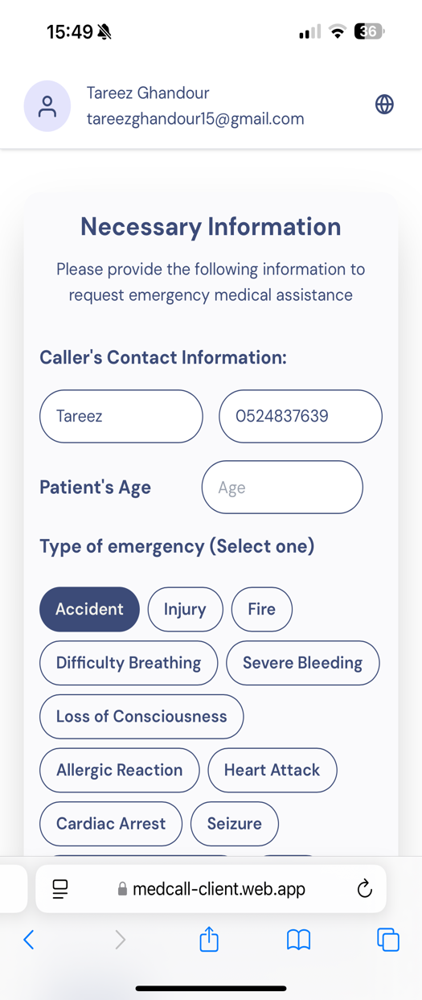 15:49
36
Tareez Ghandour
tareezghandour15@gmail.com
Necessary Information
Please provide the following information to
request emergency medical assistance
Caller's Contact Information:
Tareez 0524837639
Patient's Age Age
Type of emergency (Select one)
Accident Injury Fire
Difficulty Breathing Severe Bleeding
Loss of Consciousness
Allergic Reaction Heart Attack
Cardiac Arrest Seizure
medcall-client.web.app